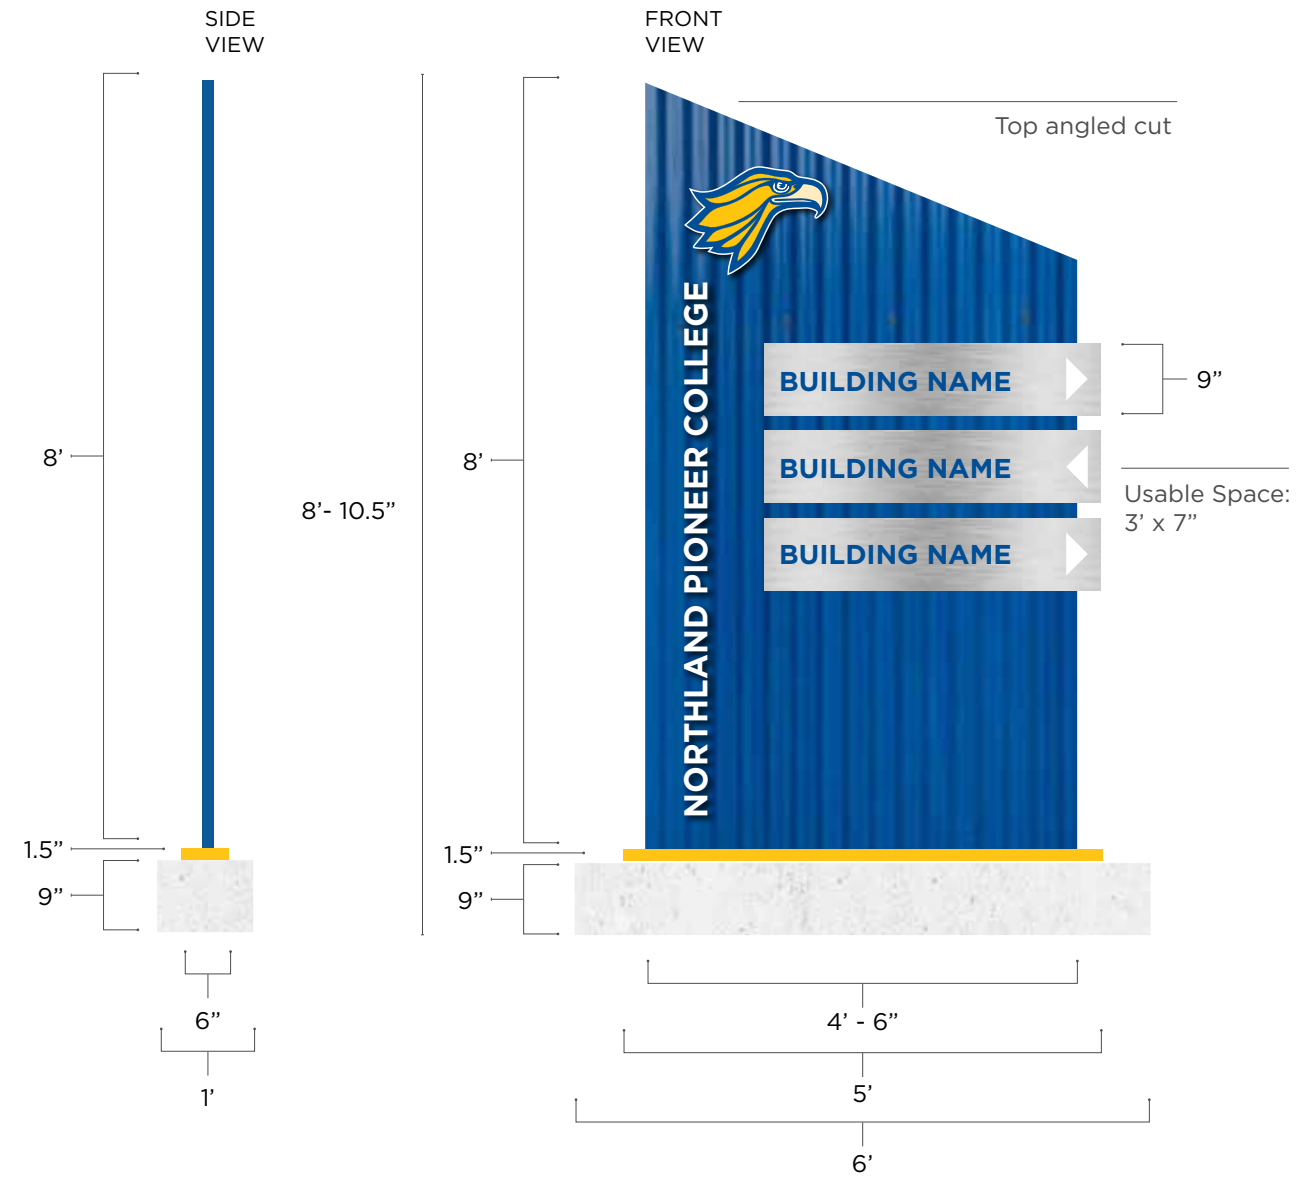 SIDE
VIEW
FRONT
VIEW
Top angled cut
NORTHLAND PIONEER COLLEGE
BUILDING NAME
9”
8’
8’
BUILDING NAME
Usable Space:
3’ x 7”
8’- 10.5”
BUILDING NAME
1.5”
1.5”
9”
9”
6”
4’ - 6”
1’
5’
6’